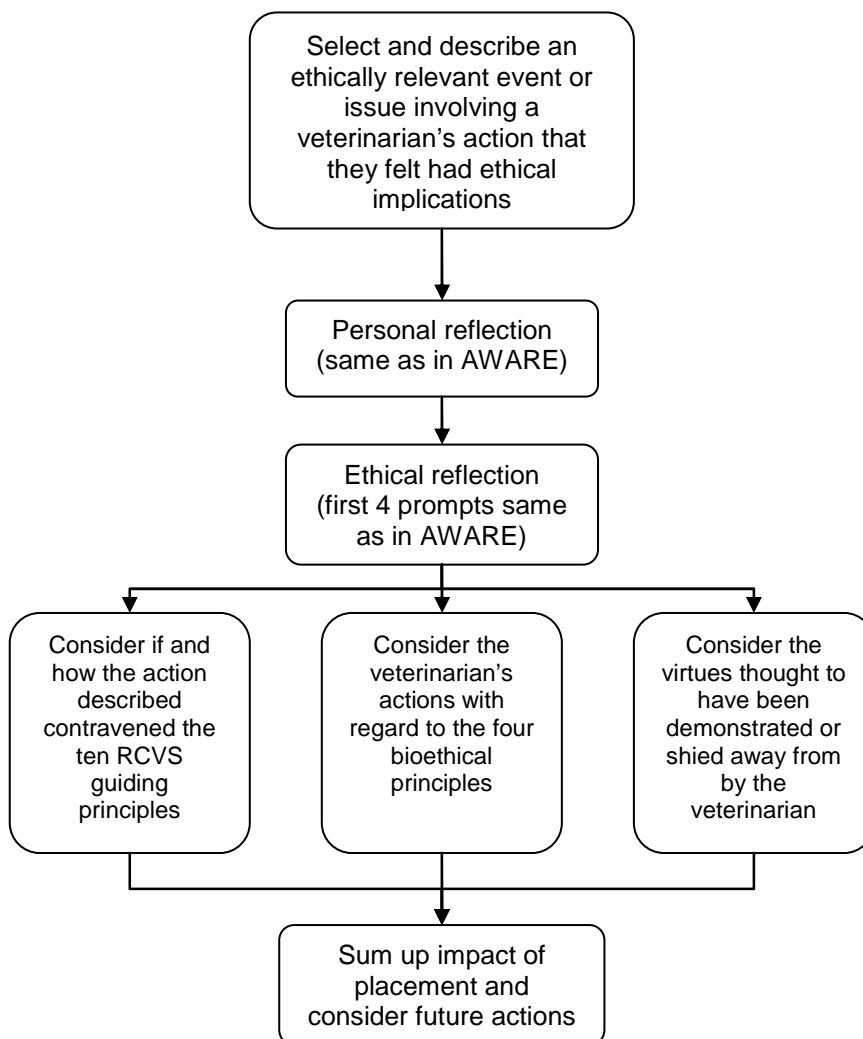 Select and describe an
ethically relevant event or
issue involving a
veterinarian’s action that
they felt had ethical
implications
Personal reflection
(same as in AWARE)
Ethical reflection
(first 4 prompts same
as in AWARE)
Consider if and
how the action
described
contravened the
ten RCVS
guiding
principles
Consider the
veterinarian’s
actions with
regard to the four
bioethical
principles
Consider the
virtues thought to
have been
demonstrated or
shied away from
by the
veterinarian
Sum up impact of
placement and
consider future actions